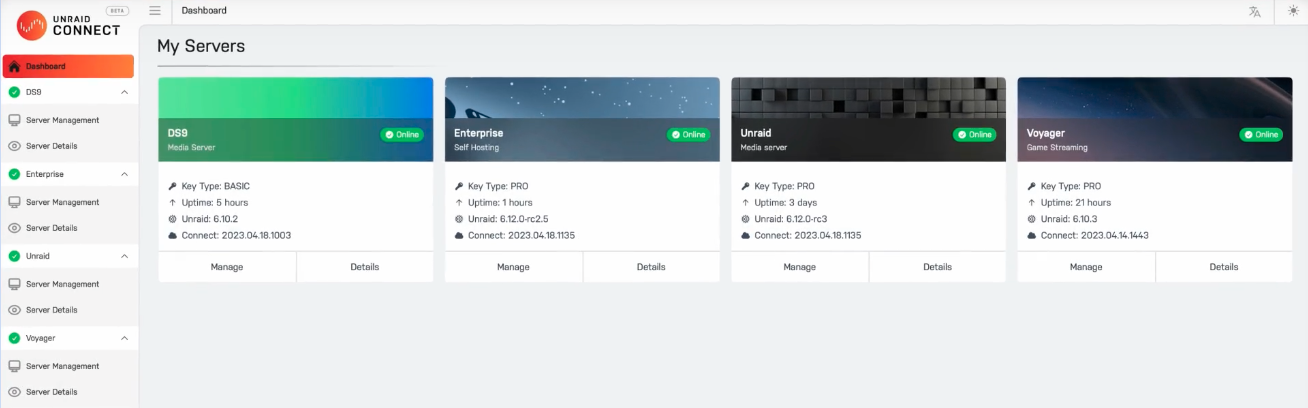 UNRAID
CONNECT
BETA
Dashboard
DS9
Server Management
Server Details
Enterprise
Server Management
Server Details
Unraid
Server Management
Server Details
Voyager
Server Management
Server Details
Dashboard
My Servers
DS9
Online
Media Server
Key Type: BASIC
Uptime: 5 hours
Unraid: 6.10.2
Connect: 2023.04.18.1003
Manage
Details
Enterprise
Online
Self Hosting
Key Type: PRO
Uptime: 1 hours
Unraid: 6.12.0-rc2.5
Connect: 2023.04.18.1135
Manage
Details
Unraid
Online
Media server
Key Type: PRO
Uptime: 3 days
Unraid: 6.12.0-rc3
Connect: 2023.04.18.1135
Manage
Details
Voyager
Online
Game Streaming
Key Type: PRO
Uptime: 21 hours
Unraid: 6.10.3
Connect: 2023.04.14.1443
Manage
Details